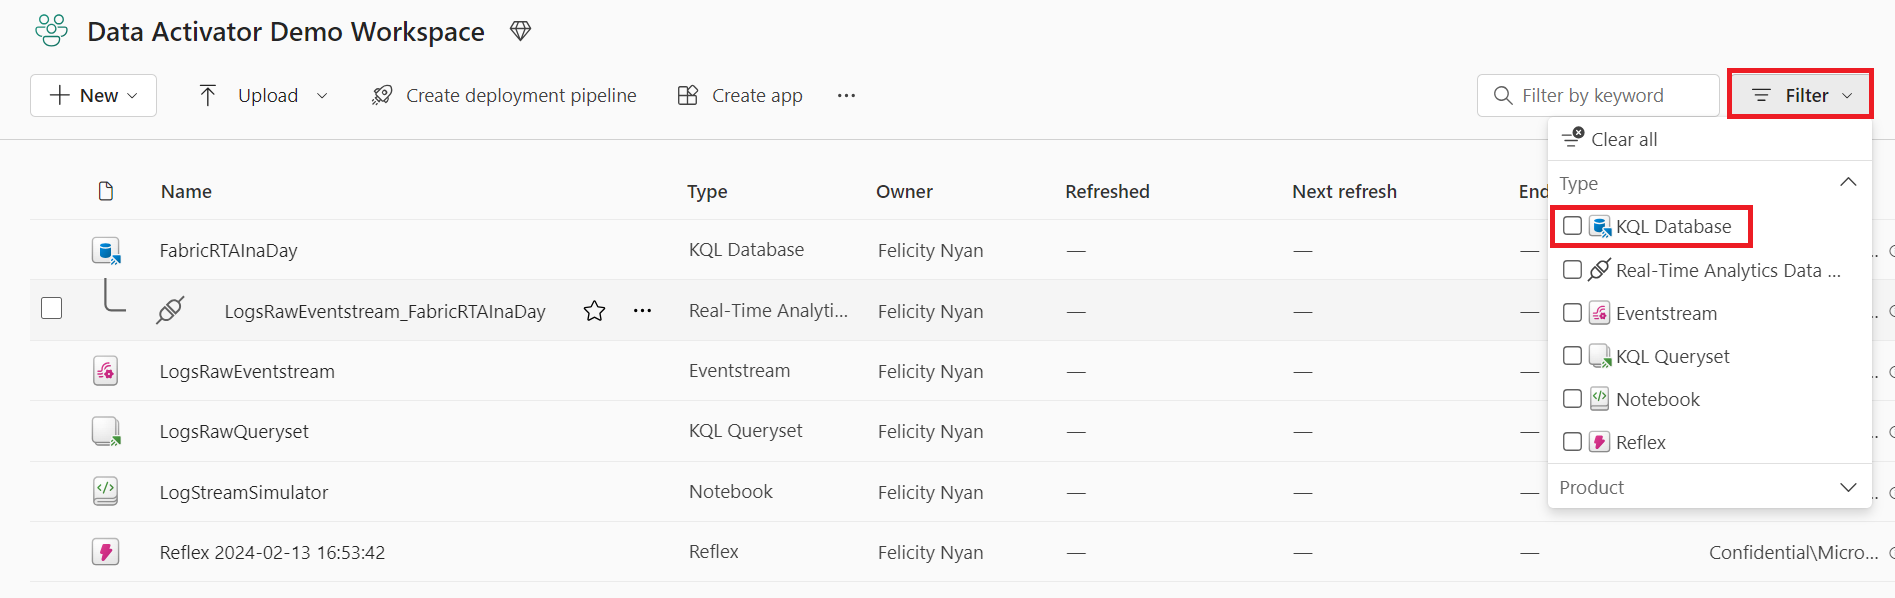 Data Activator Demo Workspace
New Upload Create deployment pipeline Create app ... Filter by keyword Filter
Clear all
Type
KQL Database
Real-Time Analytics Data ...
Eventstream
KQL Queryset
Notebook
Reflex
Product
Name Type Owner Refreshed Next refresh
FabricRTAInaDay KQL Database Felicity Nyan — — —
LogsRawEventstream_FabricRTAInaDay ... Real-Time Analyti... Felicity Nyan — — —
LogsRawEventstream Eventstream Felicity Nyan — — —
LogsRawQueryset KQL Queryset Felicity Nyan — — —
LogStreamSimulator Notebook Felicity Nyan — — —
Reflex 2024-02-13 16:53:42 Reflex Felicity Nyan — — — Confidential\Micro...